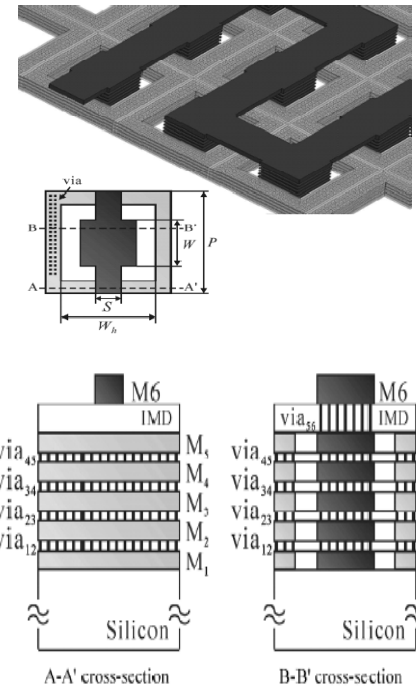 via
B B' W P
A A'
S
Wh
M6 M6
IMD via56 IMD
M5
via45 via45
M4
via34 via34
M3
via23 via23
M2
via12 via12
M1
Silicon Silicon
A-A' cross-section B-B' cross-section